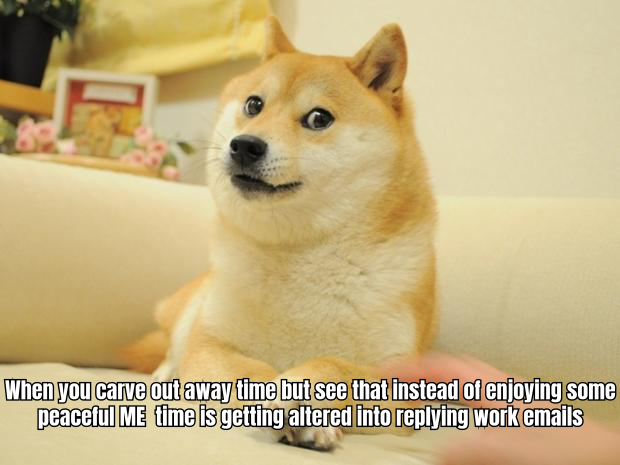 When you carve out away time but see that instead of enjoying some
peaceful ME time is getting altered into replying work emails